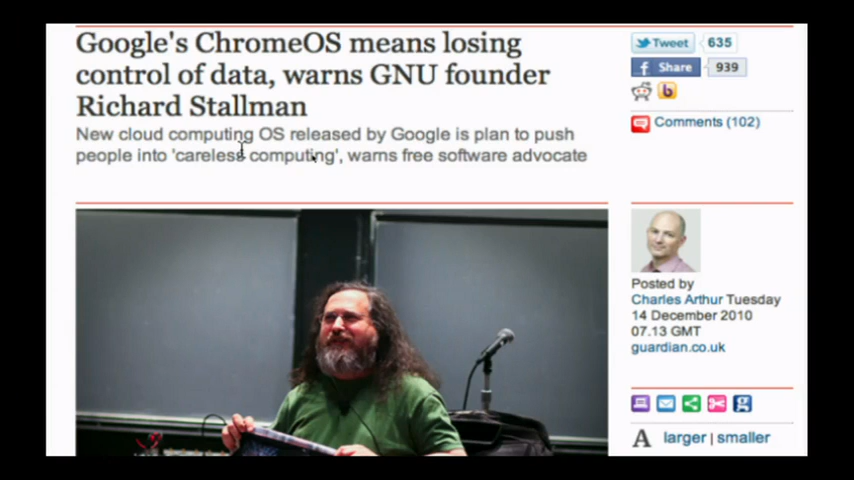 Google's ChromeOS means losing
control of data, warns GNU founder
Richard Stallman
New cloud computing OS released by Google is plan to push
people into 'careless computing', warns free software advocate
Tweet 635
Share 939
Comments (102)
Posted by
Charles Arthur Tuesday
14 December 2010
07.13 GMT
guardian.co.uk
A larger | smaller